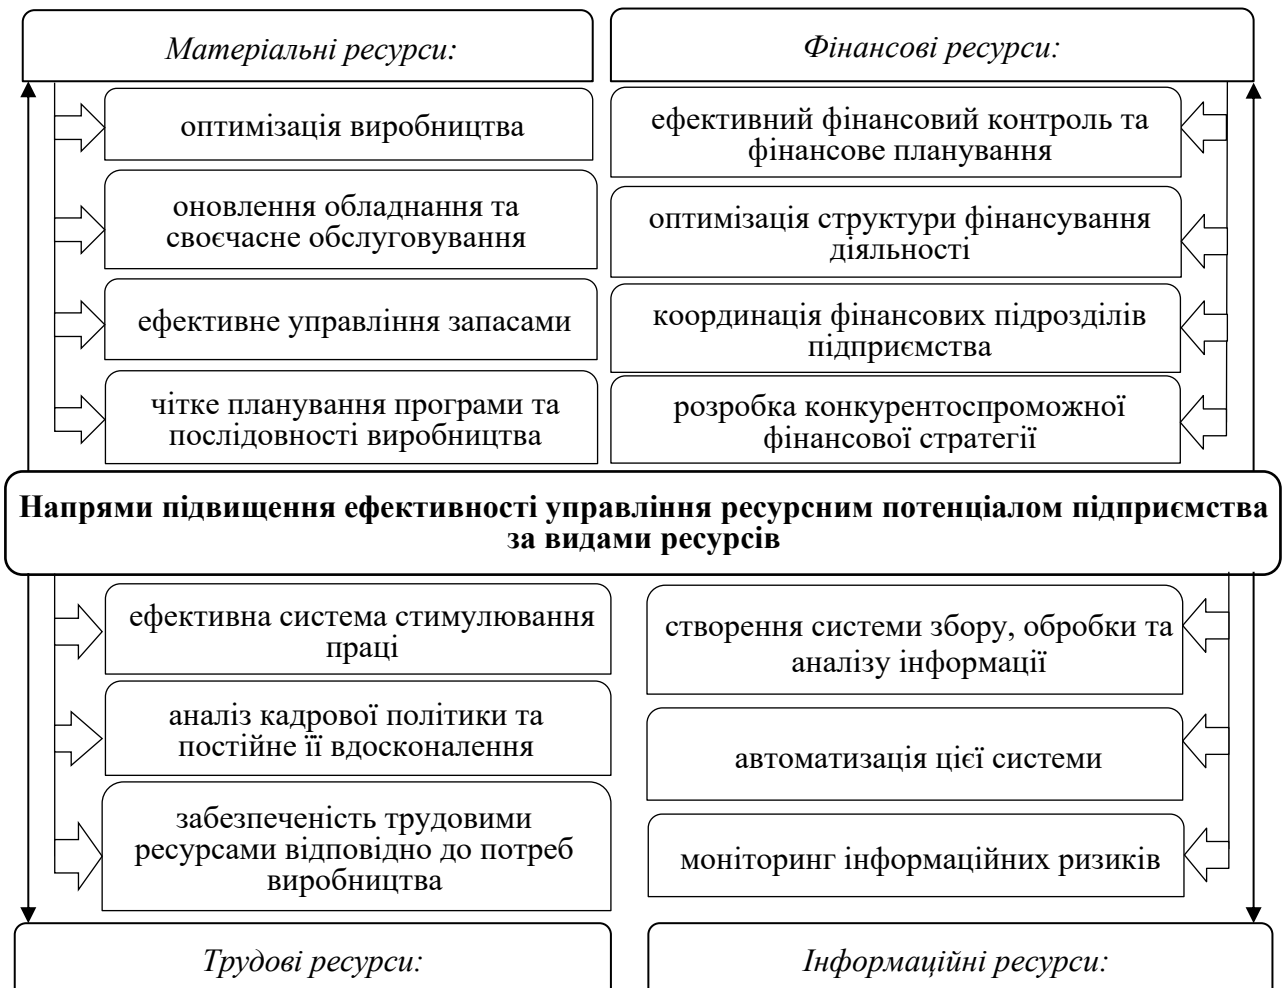 Матеріальні ресурси:
оптимізація виробництва
оновлення обладнання та
своєчасне обслуговування
ефективне управління запасами
чітке планування програми та
послідовності виробництва
Фінансові ресурси:
ефективний фінансовий контроль та
фінансове планування
оптимізація структури фінансування
діяльності
координація фінансових підрозділів
підприємства
розробка конкурентоспроможної
фінансової стратегії
Напрями підвищення ефективності управління ресурсним потенціалом підприємства
за видами ресурсів
ефективна система стимулювання
праці
аналіз кадрової політики та
постійне її вдосконалення
забезпеченість трудовими
ресурсами відповідно до потреб
виробництва
Трудові ресурси:
створення системи збору, обробки та
аналізу інформації
автоматизація цієї системи
моніторинг інформаційних ризиків
Інформаційні ресурси: